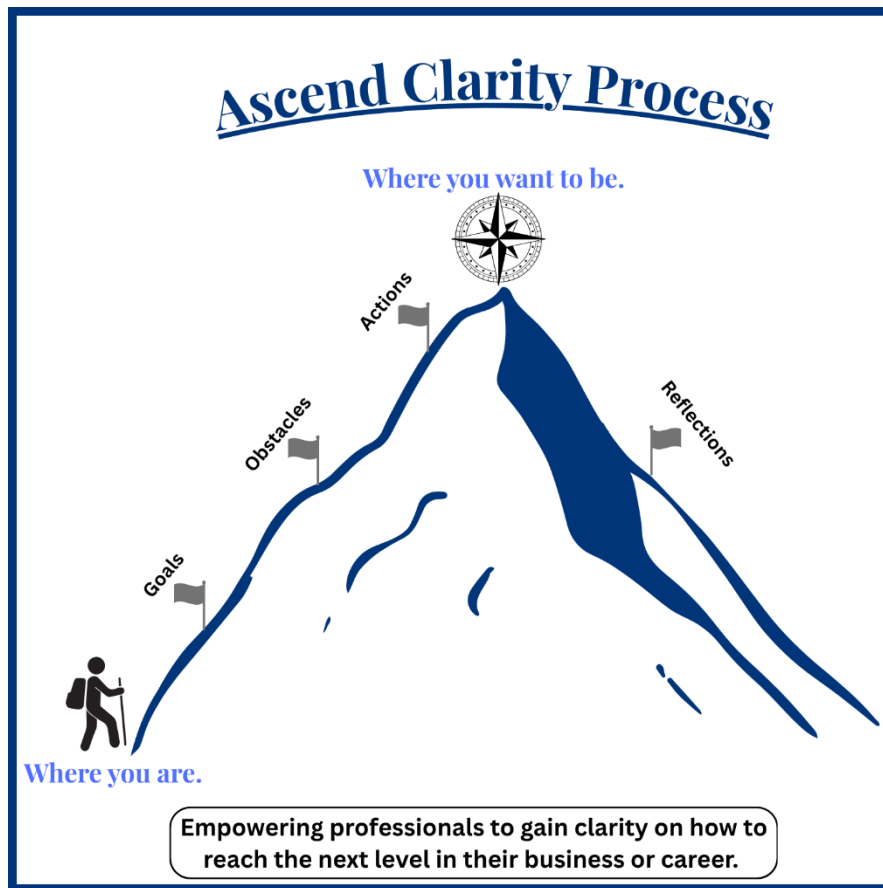 Ascend Clarity Process
Where you want to be.
Actions
Obstacles
Reflections
Goals
Where you are.
Empowering professionals to gain clarity on how to
reach the next level in their business or career.